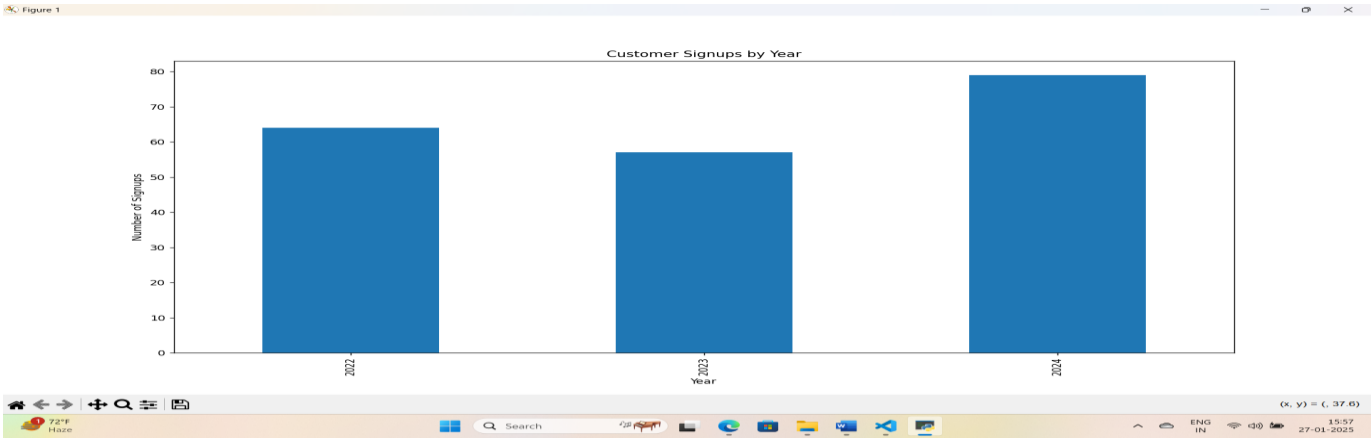 Figure 1
Customer Signups by Year
80
70
60
50
40
30
20
10
0
Number of Signups
2022
2023
2024
Year
(x, y) = (, 37.6)
1
72°F
Haze
Search
ENG
IN
15:57
27-01-2025